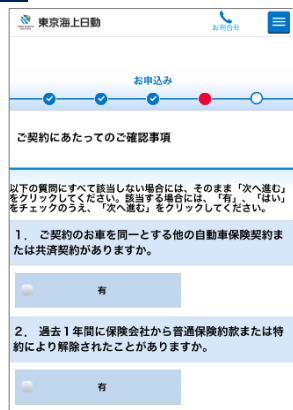 東京海上日動
お問合せ
お申込み
ご契約にあたってのご確認事項
以下の質問にすべて該当しない場合には、そのまま「次へ進む」
をクリックしてください。該当する場合には、「有」、「はい」
をチェックのうえ、「次へ進む」をクリックしてください。
1. ご契約のお車を同一とする他の自動車保険契約ま
たは共済契約がありますか。
有
2. 過去1年間に保険会社から普通保険約款または特
約により解除されたことがありますか。
有